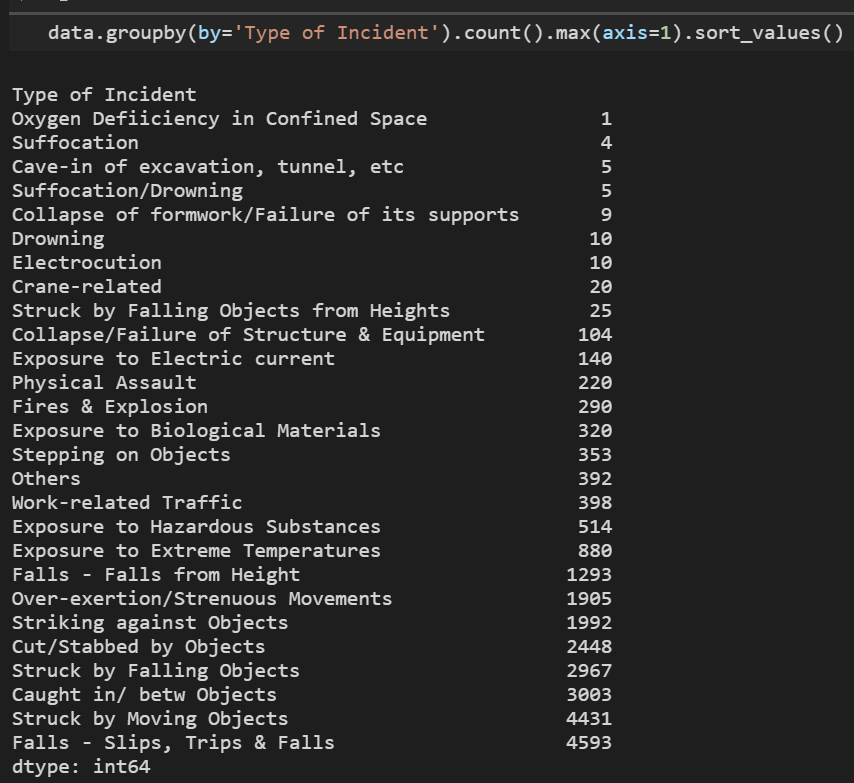 data.groupby(by='Type of Incident').count().max(axis=1).sort_values()
Type of Incident
Oxygen Defiiciency in Confined Space 1
Suffocation 4
Cave-in of excavation, tunnel, etc 5
Suffocation/Drowning 5
Collapse of formwork/Failure of its supports 9
Drowning 10
Electrocution 10
Crane-related 20
Struck by Falling Objects from Heights 25
Collapse/Failure of Structure & Equipment 104
Exposure to Electric current 140
Physical Assault 220
Fires & Explosion 290
Exposure to Biological Materials 320
Stepping on Objects 353
Others 392
Work-related Traffic 398
Exposure to Hazardous Substances 514
Exposure to Extreme Temperatures 880
Falls - Falls from Height 1293
Over-exertion/Strenuous Movements 1905
Striking against Objects 1992
Cut/Stabbed by Objects 2448
Struck by Falling Objects 2967
Caught in/ betw Objects 3003
Struck by Moving Objects 4431
Falls - Slips, Trips & Falls 4593
dtype: int64